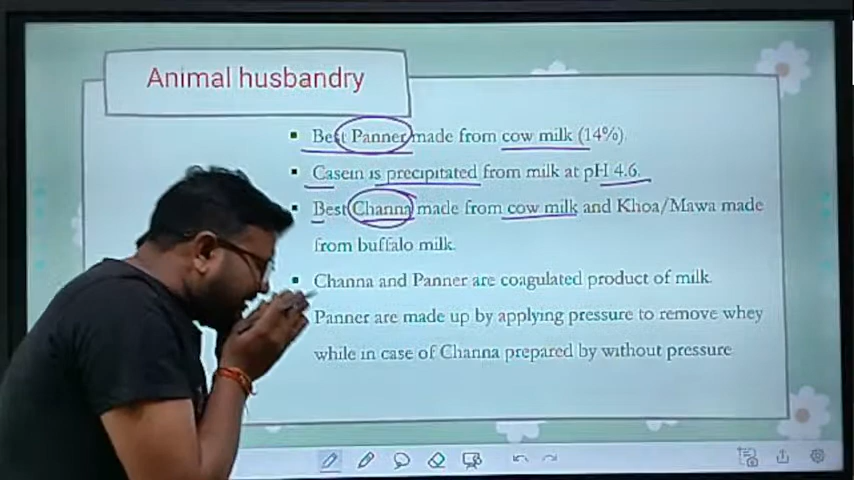 Animal husbandry
Best Panner made from cow milk (14%)
Casein is precipitated from milk at pH 4.6.
Best Channa made from cow milk and Khoa/Mawa made
from buffalo milk.
Channa and Panner are coagulated product of milk.
Panner are made up by applying pressure to remove whey
while in case of Channa prepared by without pressure